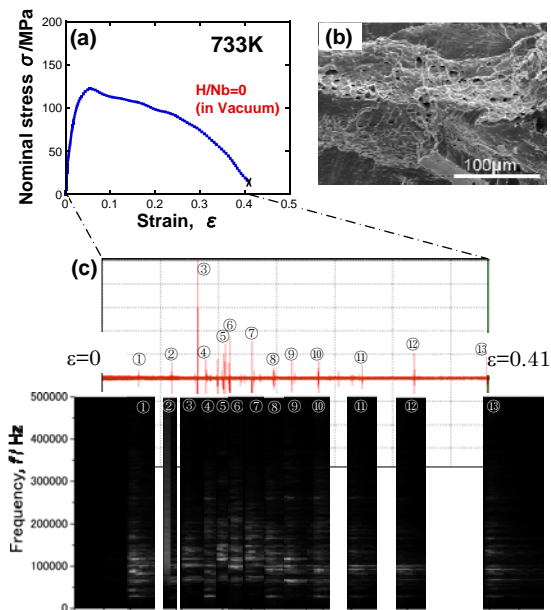 (a)
733K
H/Nb=0
(in Vacuum)
Nominal stress σ/MPa
200
150
100
50
0
0
0.1
0.2
0.3
0.4
0.5
Strain, ε
(b)
100μm
(c)
③
⑥
⑤
⑦
④
①
②
⑧
⑨
⑩
⑪
⑫
⑬
ε=0
ε=0.41
500000
400000
300000
200000
100000
0
Frequency, f / Hz
① ② ③ ④ ⑤ ⑥ ⑦ ⑧ ⑨ ⑩ ⑪ ⑫ ⑬